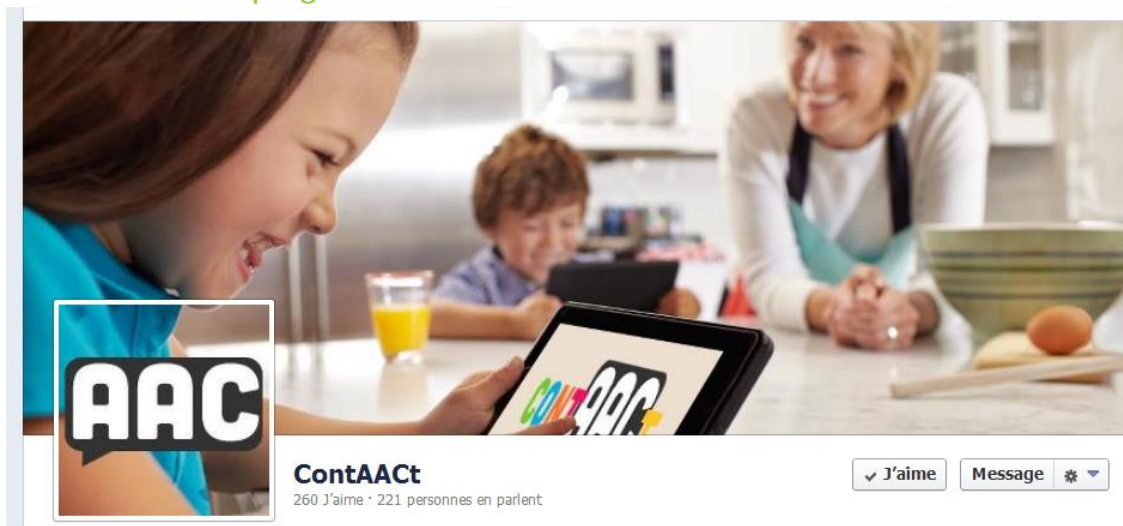 CONTAACT
AAC
ContAACt
260 J'aime · 221 personnes en parlent
J'aime
Message